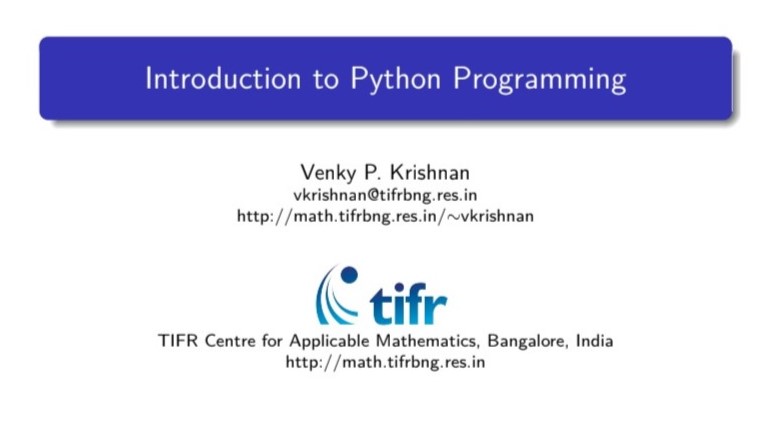 Introduction to Python Programming
Venky P. Krishnan
vkrishnan@tifrbng.res.in
http://math.tifrbng.res.in/∼vkrishnan
tifr
TIFR Centre for Applicable Mathematics, Bangalore, India
http://math.tifrbng.res.in